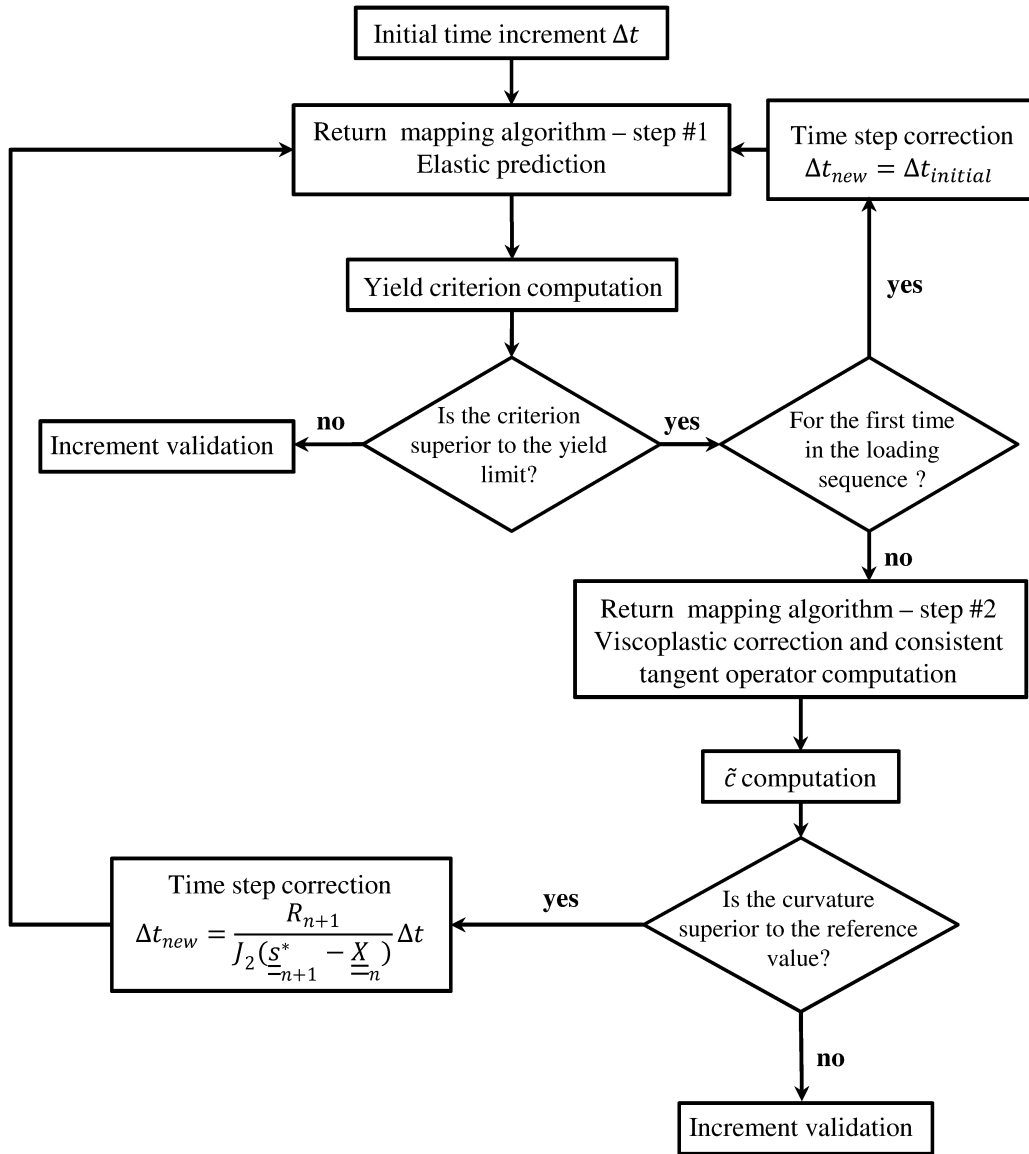 Initial time increment Δt
Return mapping algorithm – step #1
Elastic prediction
Time step correction
Δt_new = Δt_initial
Yield criterion computation
yes
Is the criterion
superior to the yield
limit?
no
yes
Increment validation
For the first time
in the loading
sequence ?
no
Return mapping algorithm – step #2
Viscoplastic correction and consistent
tangent operator computation
c̃ computation
Is the curvature
superior to the reference
value?
yes
Time step correction
Δt_new = R_{n+1} / J_2(s̳*_{n+1} − X̳_n) Δt
no
Increment validation